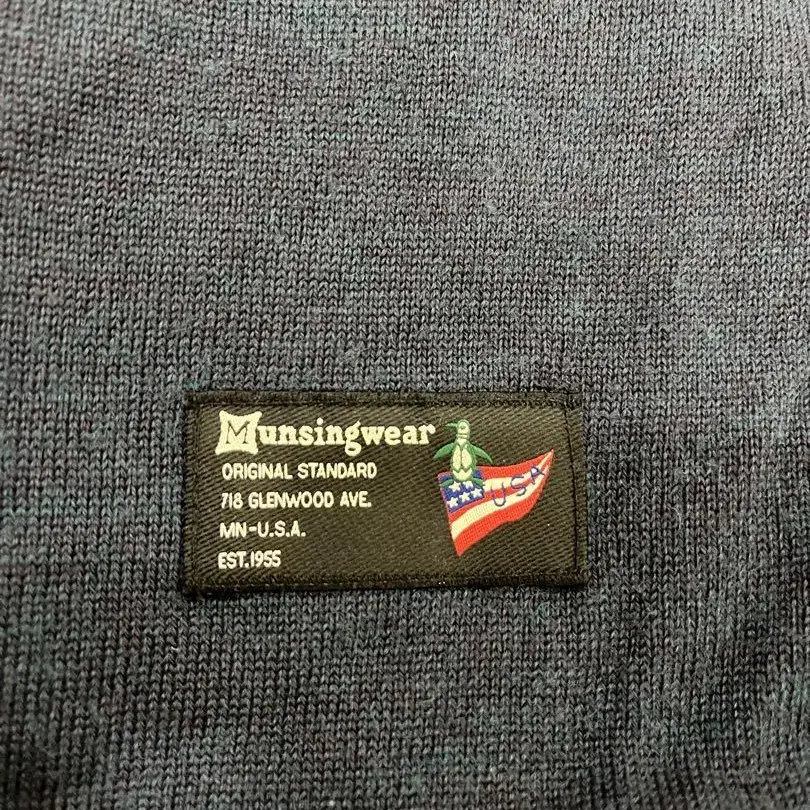 Munsingwear
ORIGINAL STANDARD
718 GLENWOOD AVE.
MN-U.S.A.
EST.1955
USA